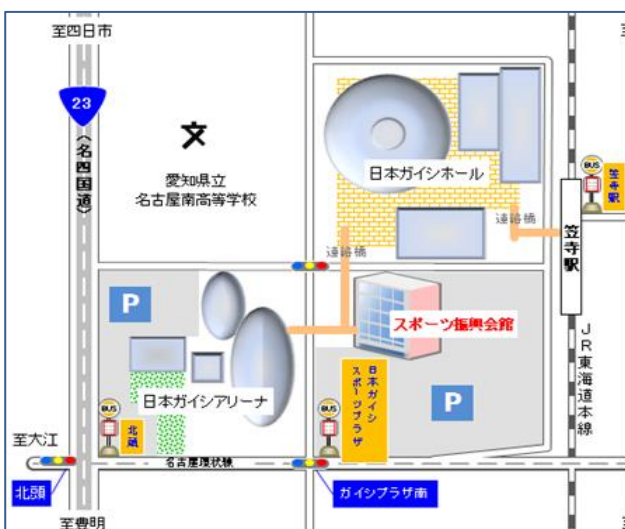 至四日市
至
23
(名四国道)
文
愛知県立
名古屋南高等学校
日本ガイシホール
BUS
笠寺駅
連絡橋
笠寺駅
連絡橋
P
スポーツ振興会館
JR東海道本線
日本ガイシ
スポーツプラザ
P
日本ガイシアリーナ
BUS
北頭
BUS
至大江
名古屋環状線
北頭
ガイシプラザ南
至豊明
至